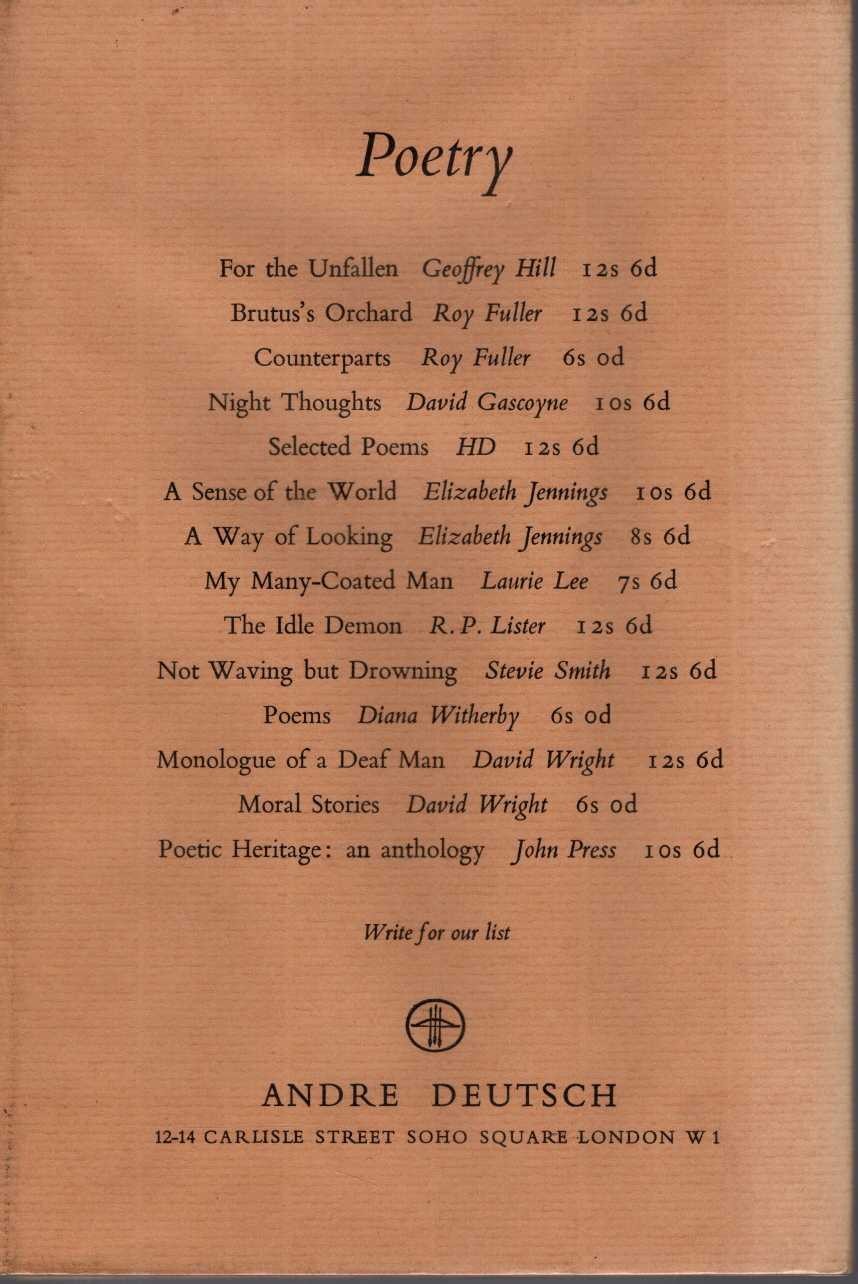 Poetry
For the Unfallen Geoffrey Hill 12s 6d
Brutus's Orchard Roy Fuller 12s 6d
Counterparts Roy Fuller 6s 0d
Night Thoughts David Gascoyne 10s 6d
Selected Poems HD 12s 6d
A Sense of the World Elizabeth Jennings 10s 6d
A Way of Looking Elizabeth Jennings 8s 6d
My Many-Coated Man Laurie Lee 7s 6d
The Idle Demon R. P. Lister 12s 6d
Not Waving but Drowning Stevie Smith 12s 6d
Poems Diana Witherby 6s 0d
Monologue of a Deaf Man David Wright 12s 6d
Moral Stories David Wright 6s 0d
Poetic Heritage: an anthology John Press 10s 6d
Write for our list
ANDRE DEUTSCH
12-14 CARLISLE STREET SOHO SQUARE LONDON W 1